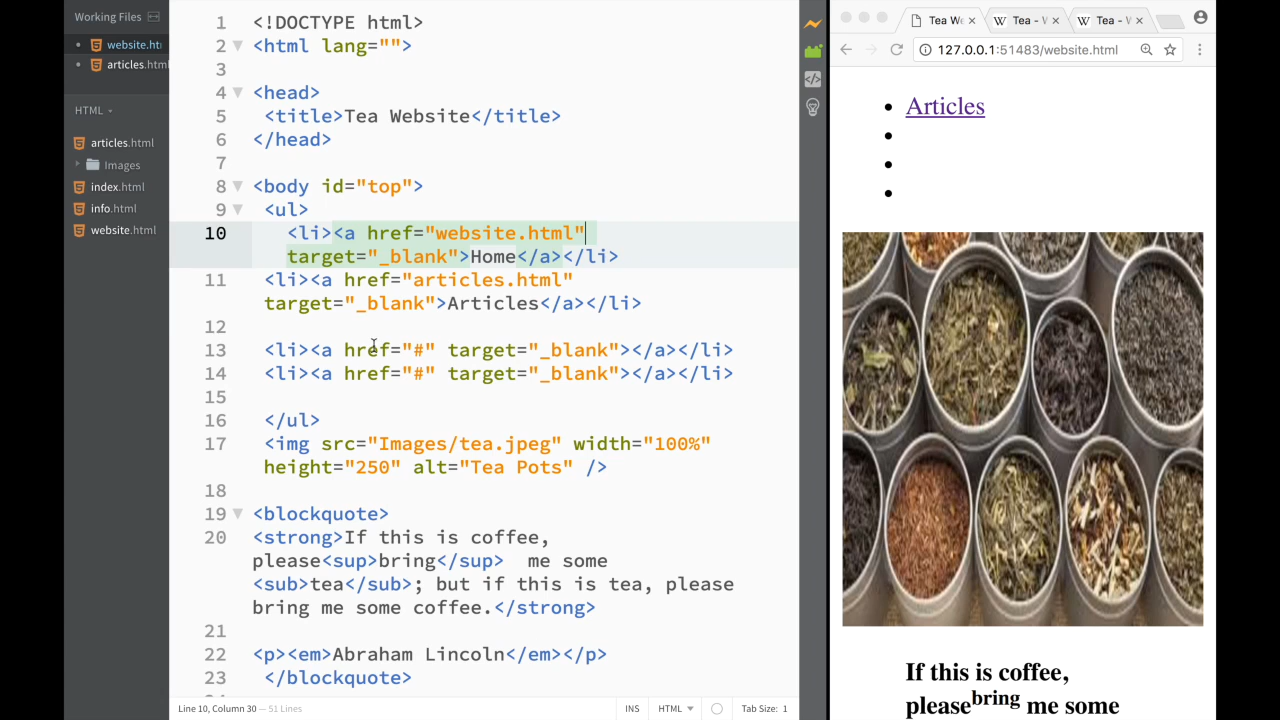 Working Files
website.ht
articles.html
HTML
articles.html
Images
index.html
info.html
website.html
1 <!DOCTYPE html>
2 <html lang="">
3
4 <head>
5 <title>Tea Website</title>
6 </head>
7
8 <body id="top">
9 <ul>
10 <li><a href="website.html"
target="_blank">Home</a></li>
11 <li><a href="articles.html"
target="_blank">Articles</a></li>
12
13 <li><a href="#" target="_blank"></a></li>
14 <li><a href="#" target="_blank"></a></li>
15
16 </ul>
17 <img src="Images/tea.jpeg" width="100%"
height="250" alt="Tea Pots" />
18
19 <blockquote>
20 <strong>If this is coffee,
please<sup>bring</sup> me some
<sub>tea</sub>; but if this is tea, please
bring me some coffee.</strong>
21
22 <p><em>Abraham Lincoln</em></p>
23 </blockquote>
Line 10, Column 30 — 51 Lines
INS HTML Tab Size: 1
Tea We Tea - W Tea - W
127.0.0.1:51483/website.html
Articles
If this is coffee,
please bring me some